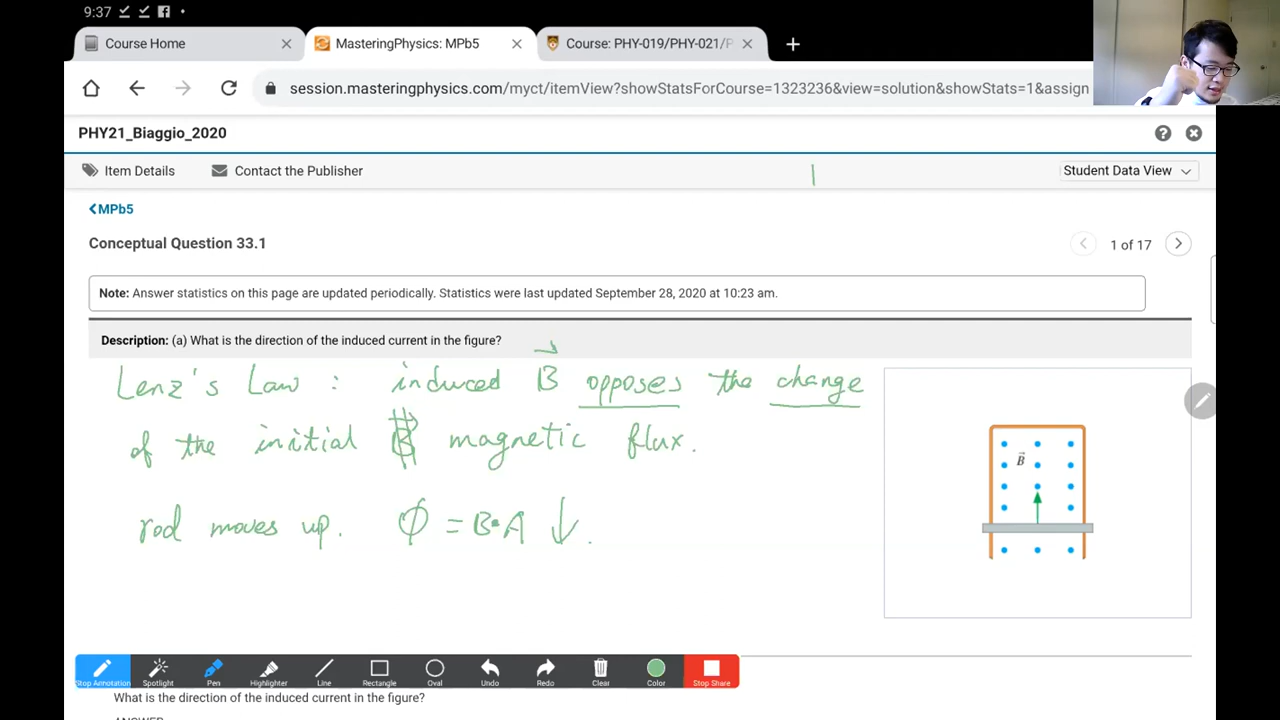 9:37
Course Home
MasteringPhysics: MPb5
Course: PHY-019/PHY-021/P
session.masteringphysics.com/myct/itemView?showStatsForCourse=1323236&view=solution&showStats=1&assign
PHY21_Biaggio_2020
Item Details
Contact the Publisher
Student Data View
MPb5
Conceptual Question 33.1
1 of 17
Note: Answer statistics on this page are updated periodically. Statistics were last updated September 28, 2020 at 10:23 am.
Description: (a) What is the direction of the induced current in the figure?
Lenz's Law : induced B⃗ opposes the change
of the initial magnetic flux.
B⃗
rod moves up. ϕ = B·A ↓.
Stop Annotation
Spotlight
Pen
Highlighter
Line
Rectangle
Oval
Undo
Redo
Clear
Color
Stop Share
What is the direction of the induced current in the figure?